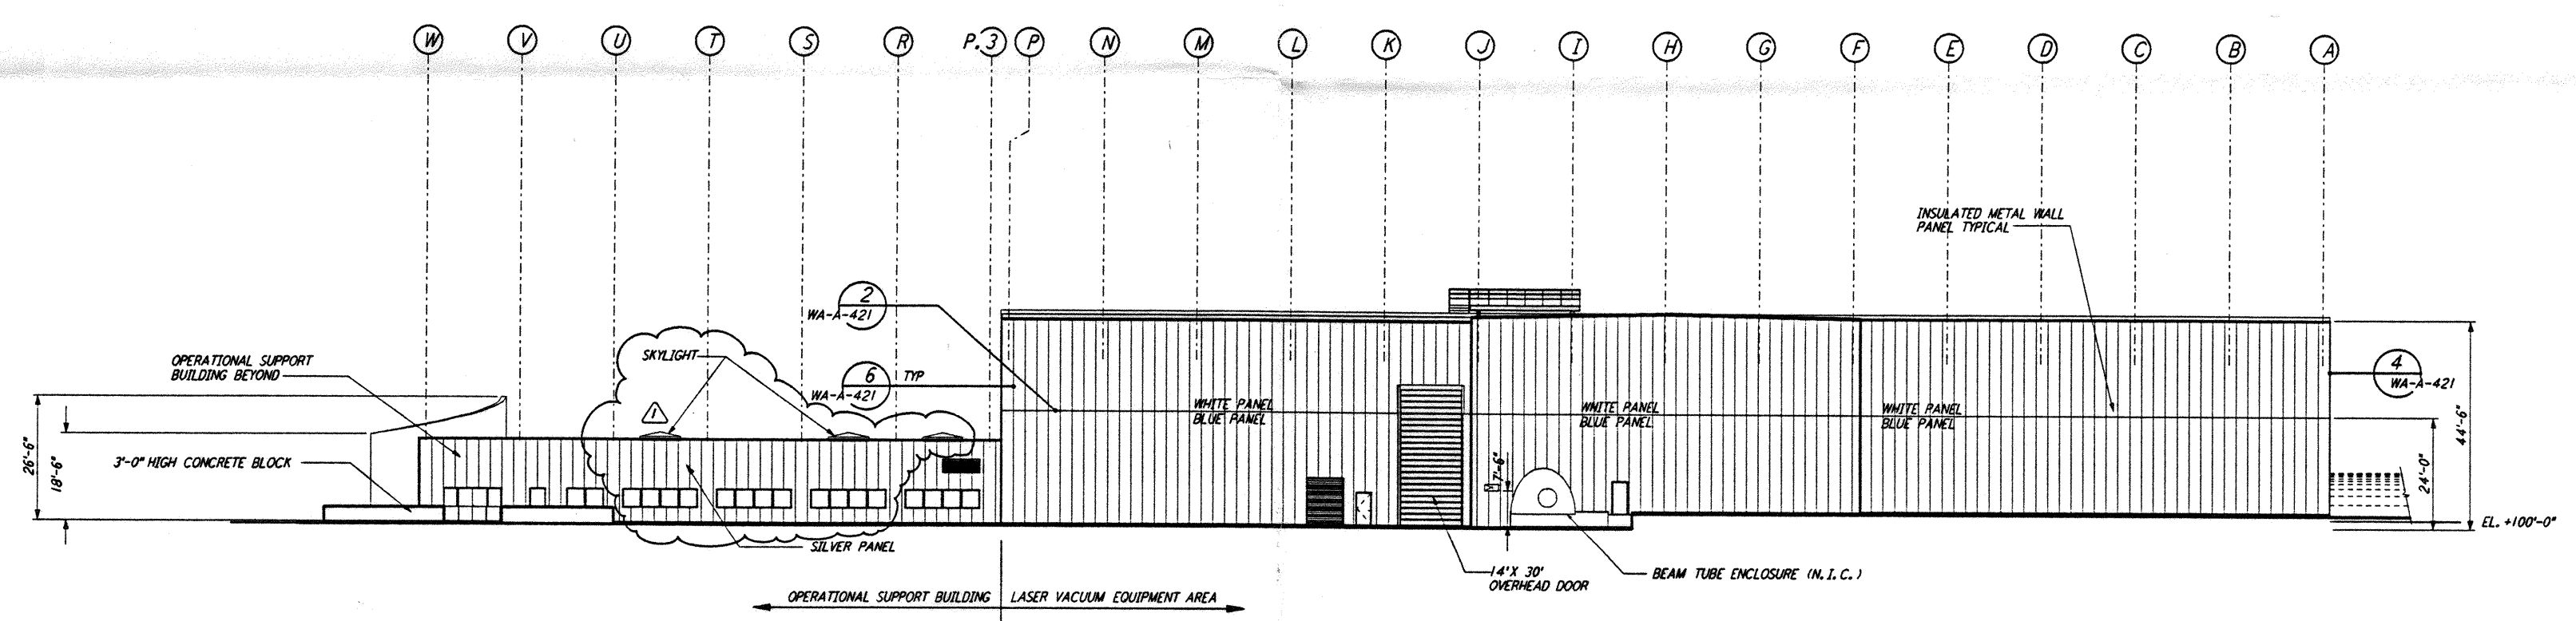 W V U T S R P.3 P N M L K J I H G F E D C B A
INSULATED METAL WALL
PANEL TYPICAL
2
WA-A-421
OPERATIONAL SUPPORT
BUILDING BEYOND
SKYLIGHT
6 TYP
WA-A-421
4
WA-A-421
1
WHITE PANEL
BLUE PANEL
WHITE PANEL
BLUE PANEL
WHITE PANEL
BLUE PANEL
26'-6"
18'-6"
3'-0" HIGH CONCRETE BLOCK
7'-6"
24'-0"
44'-6"
EL. +100'-0"
SILVER PANEL
14'X 30'
OVERHEAD DOOR
BEAM TUBE ENCLOSURE (N.I.C.)
OPERATIONAL SUPPORT BUILDING
LASER VACUUM EQUIPMENT AREA